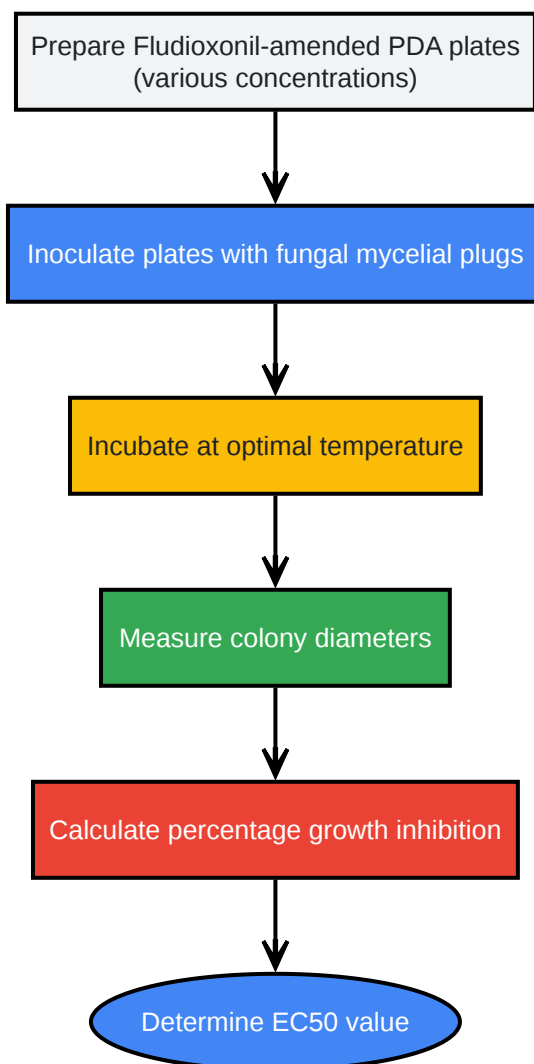 Prepare Fludioxonil-amended PDA plates
(various concentrations)
Inoculate plates with fungal mycelial plugs
Incubate at optimal temperature
Measure colony diameters
Calculate percentage growth inhibition
Determine EC50 value